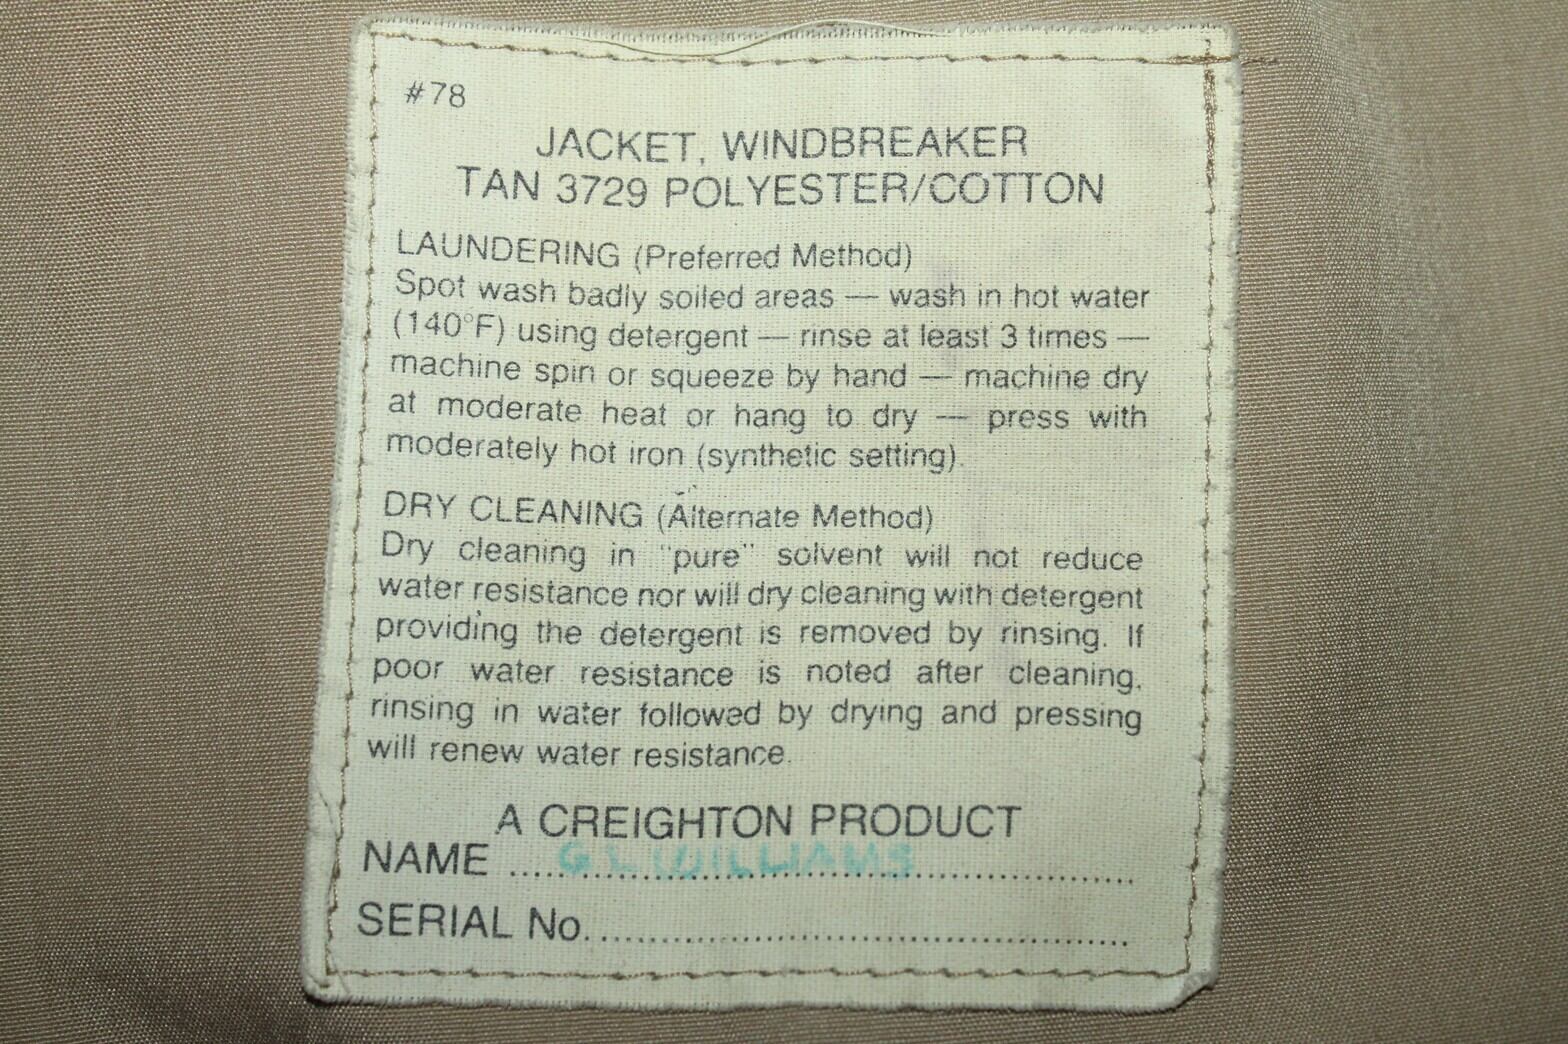 #78
JACKET, WINDBREAKER
TAN 3729 POLYESTER/COTTON
LAUNDERING (Preferred Method)
Spot wash badly soiled areas — wash in hot water
(140°F) using detergent — rinse at least 3 times —
machine spin or squeeze by hand — machine dry
at moderate heat or hang to dry — press with
moderately hot iron (synthetic setting).
DRY CLEANING (Alternate Method)
Dry cleaning in "pure" solvent will not reduce
water resistance nor will dry cleaning with detergent
providing the detergent is removed by rinsing. If
poor water resistance is noted after cleaning,
rinsing in water followed by drying and pressing
will renew water resistance.
A CREIGHTON PRODUCT
NAME G L WILLIAMS
SERIAL No.